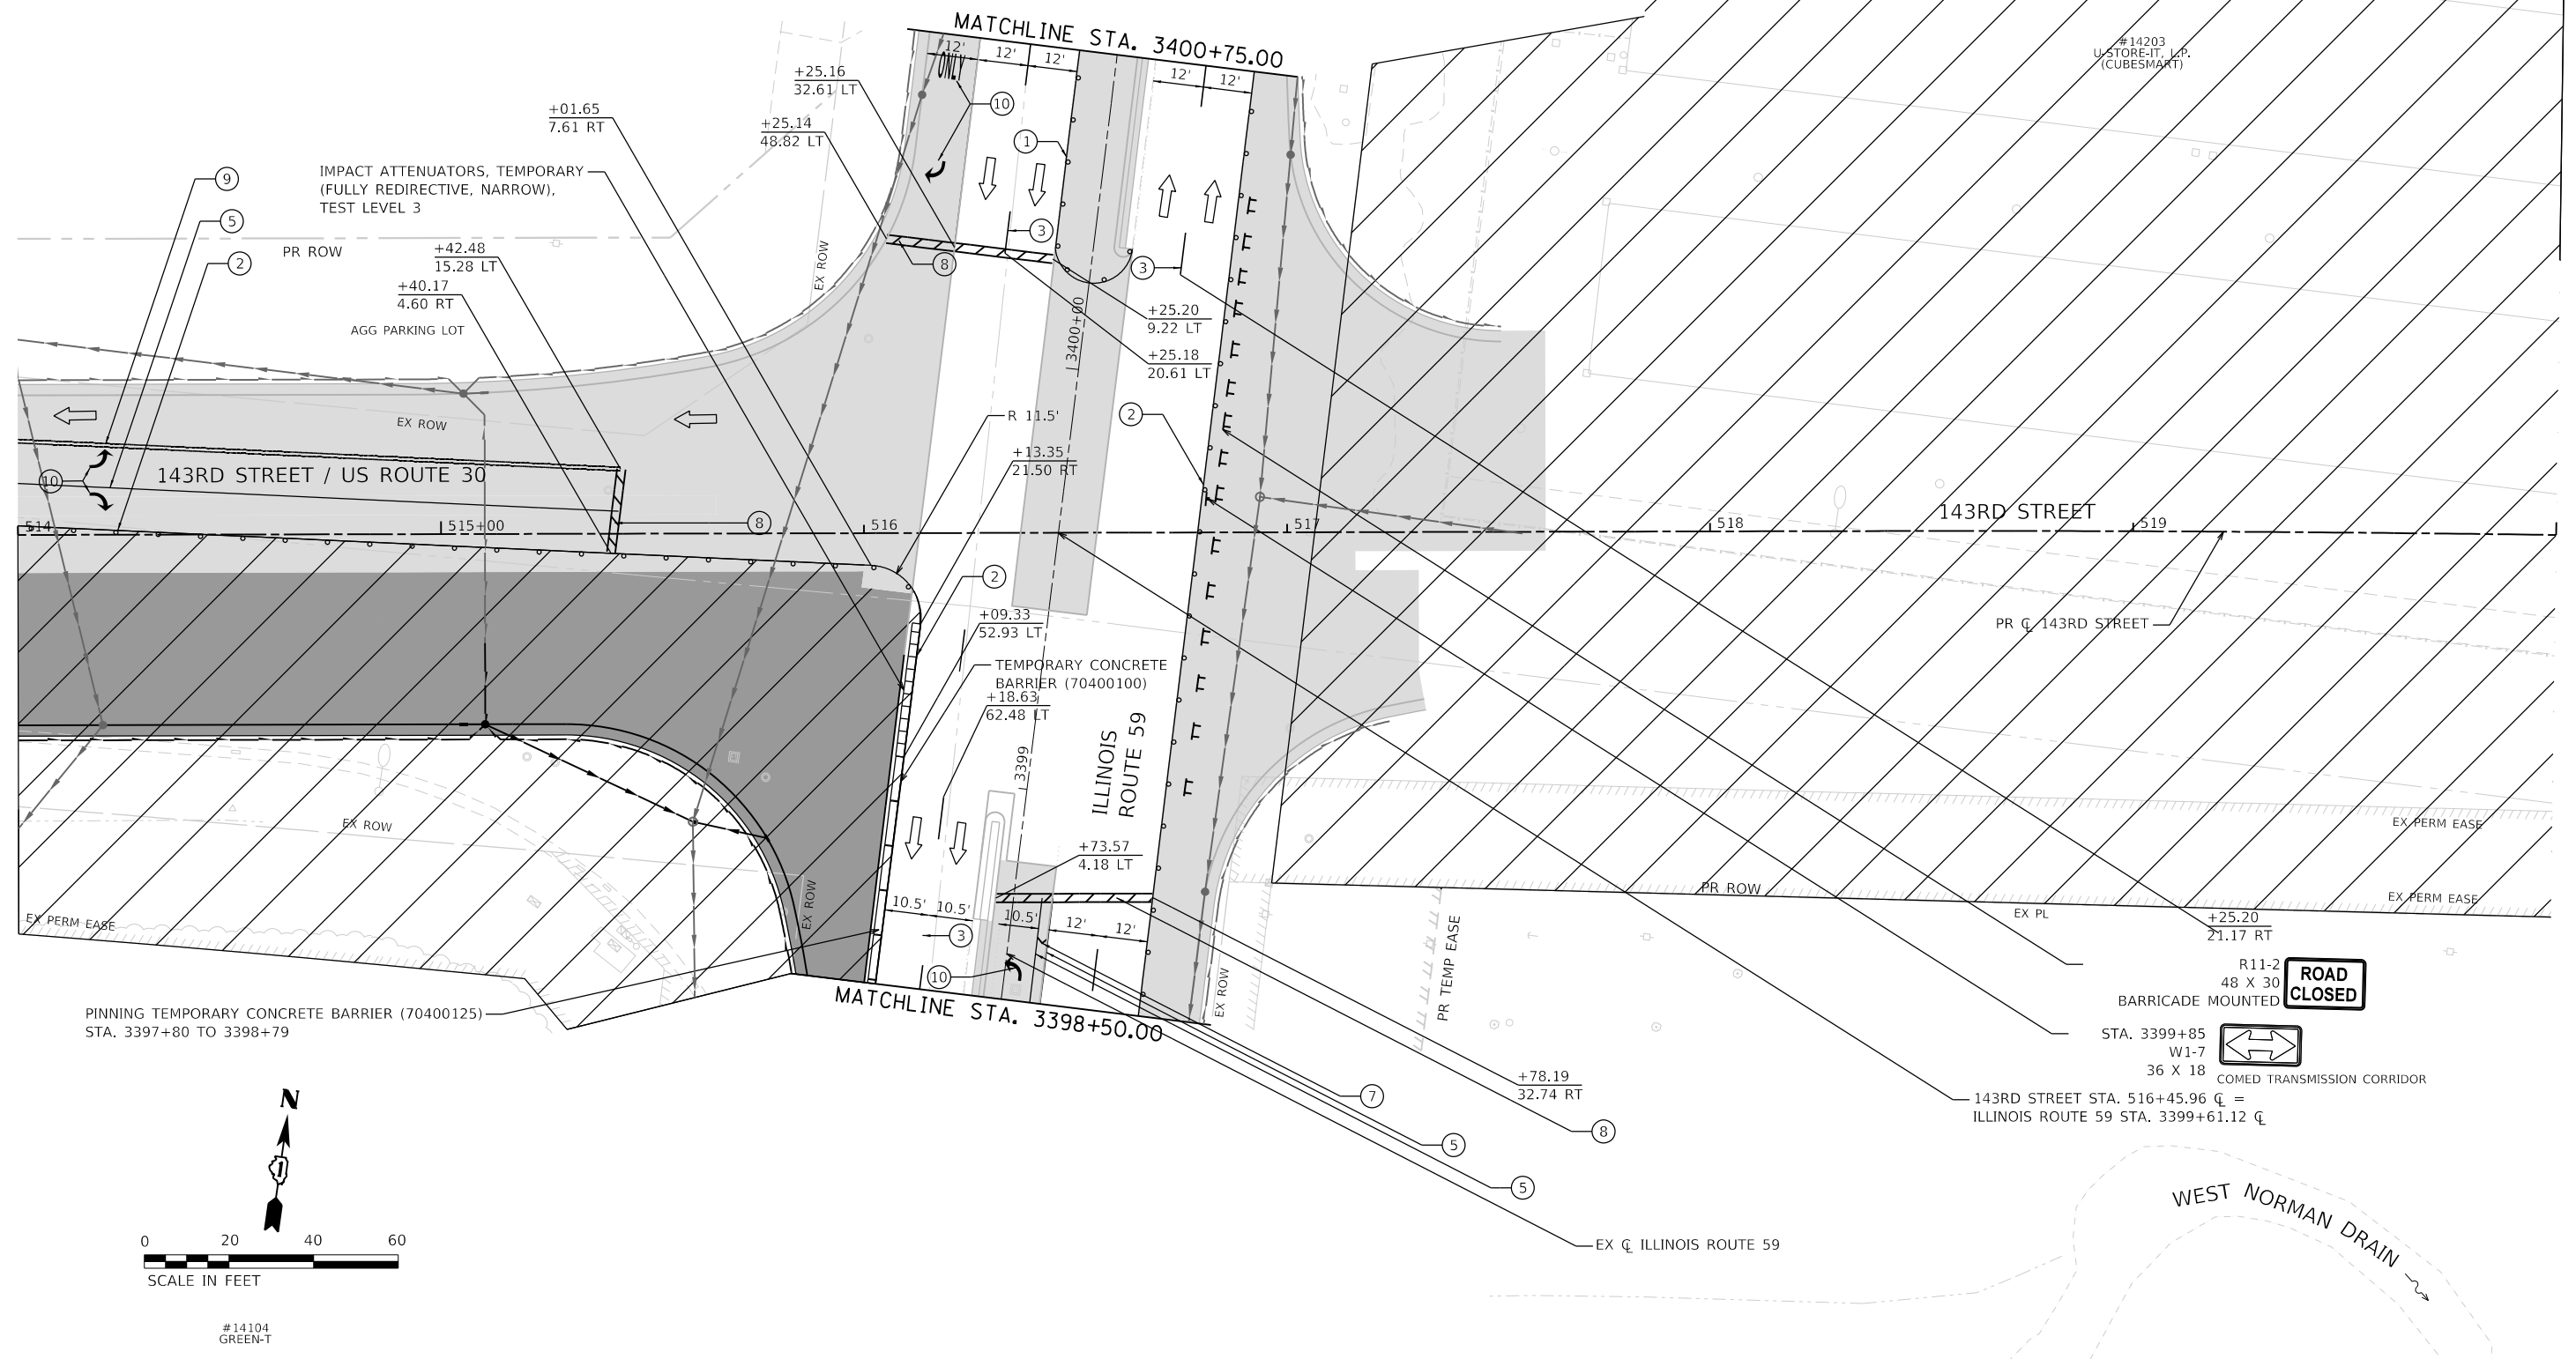 MATCHLINE STA. 3400+75.00
12'
12'
12'
12'
12'
ONLY
#14203
U-STORE-IT, L.P.
(CUBESMART)
+25.16
32.61 LT
+01.65
7.61 RT
+25.14
48.82 LT
10
1
IMPACT ATTENUATORS, TEMPORARY
(FULLY REDIRECTIVE, NARROW),
TEST LEVEL 3
9
5
2
PR ROW
+42.48
15.28 LT
+40.17
4.60 RT
AGG PARKING LOT
EX ROW
3
8
3
3400+00
+25.20
9.22 LT
+25.18
20.61 LT
EX ROW
R 11.5'
2
+13.35
21.50 RT
143RD STREET / US ROUTE 30
10
8
514
515+00
516
517
518
519
143RD STREET
2
+09.33
52.93 LT
PR ℄ 143RD STREET
TEMPORARY CONCRETE
BARRIER (70400100)
+18.63
62.48 LT
3399
ILLINOIS
ROUTE 59
EX ROW
+73.57
4.18 LT
EX PERM EASE
PR ROW
EX PERM EASE
EX PL
EX ROW
EX PERM EASE
10.5'
10.5'
10.5'
12'
12'
3
10
+25.20
21.17 RT
PR TEMP EASE
EX ROW
R11-2
48 X 30
BARRICADE MOUNTED
ROAD
CLOSED
MATCHLINE STA. 3398+50.00
PINNING TEMPORARY CONCRETE BARRIER (70400125)
STA. 3397+80 TO 3398+79
STA. 3399+85
W1-7
36 X 18
COMED TRANSMISSION CORRIDOR
7
+78.19
32.74 RT
8
143RD STREET STA. 516+45.96 ℄ =
ILLINOIS ROUTE 59 STA. 3399+61.12 ℄
5
5
EX ℄ ILLINOIS ROUTE 59
N
1
0 20 40 60
SCALE IN FEET
WEST NORMAN DRAIN
#14104
GREEN-T